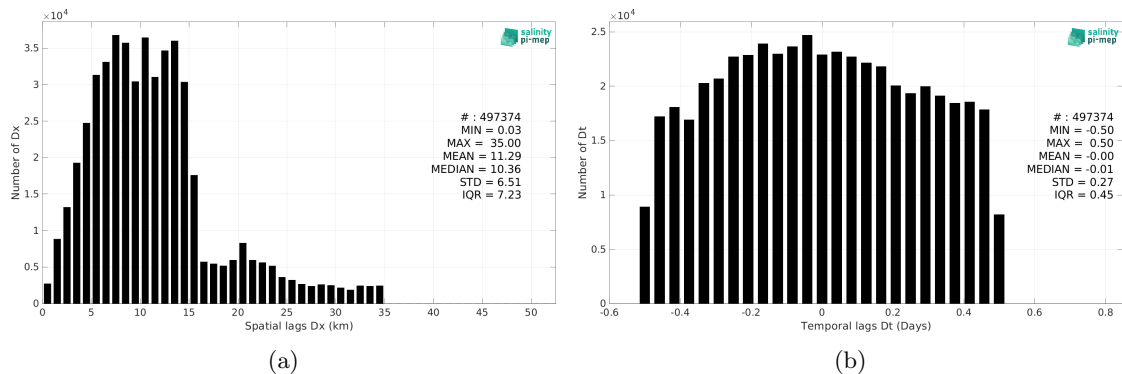 ×10⁴
3.5
3
2.5
2
1.5
1
0.5
0
0 5 10 15 20 25 30 35 40 45 50
Number of Dx
Spatial lags Dx (km)
salinity
pi-mep
# : 497374
MIN = 0.03
MAX = 35.00
MEAN = 11.29
MEDIAN = 10.36
STD = 6.51
IQR = 7.23
(a)
×10⁴
2.5
2
1.5
1
0.5
0
-0.6 -0.4 -0.2 0 0.2 0.4 0.6 0.8
Number of Dt
Temporal lags Dt (Days)
salinity
pi-mep
# : 497374
MIN = -0.50
MAX = 0.50
MEAN = -0.00
MEDIAN = -0.01
STD = 0.27
IQR = 0.45
(b)